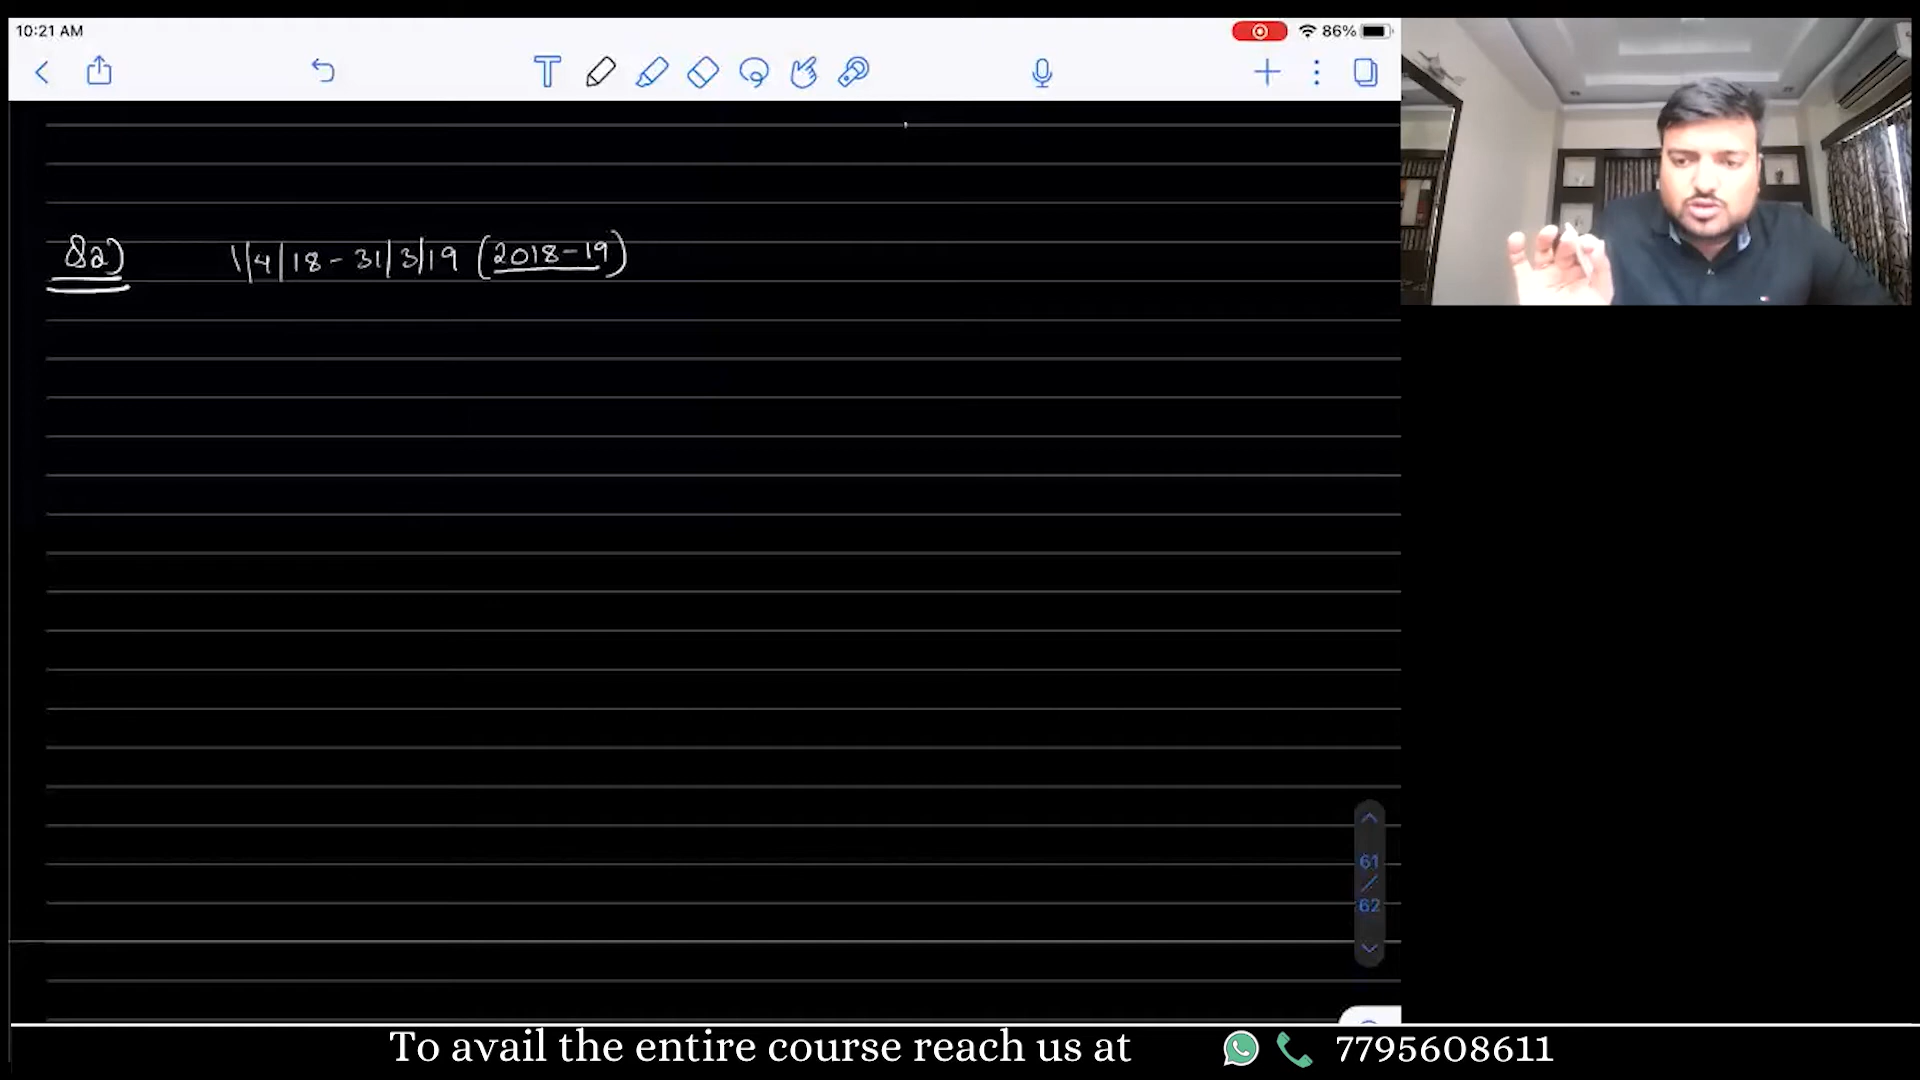 10:21 AM
86%
T
Q2) 1/4/18 - 31/3/19 (2018-19)
61
/
62
To avail the entire course reach us at 7795608611